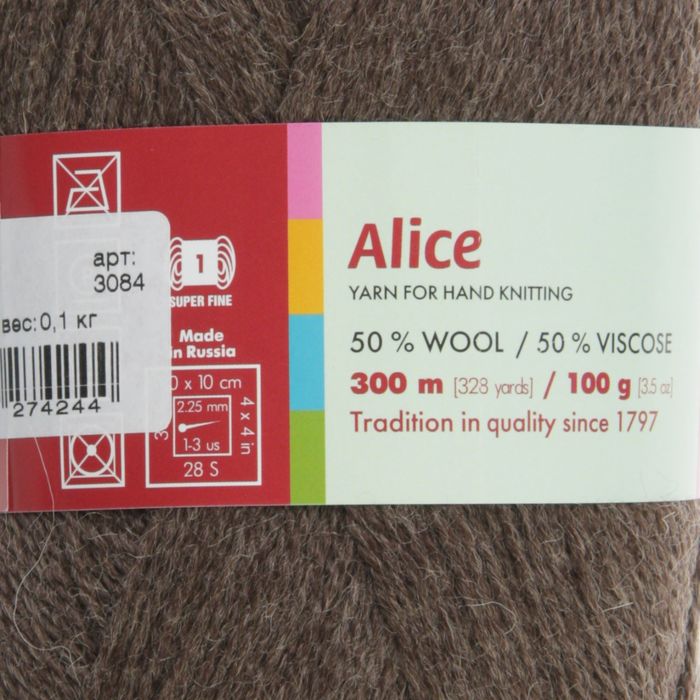 арт:
3084
вес: 0,1 кг
274244
1
SUPER FINE
Made
in Russia
0 x 10 cm
2.25 mm
1-3 us
4 x 4 in
3
28 S
Alice
YARN FOR HAND KNITTING
50 % WOOL / 50 % VISCOSE
300 m [328 yards] / 100 g [3.5 oz]
Tradition in quality since 1797